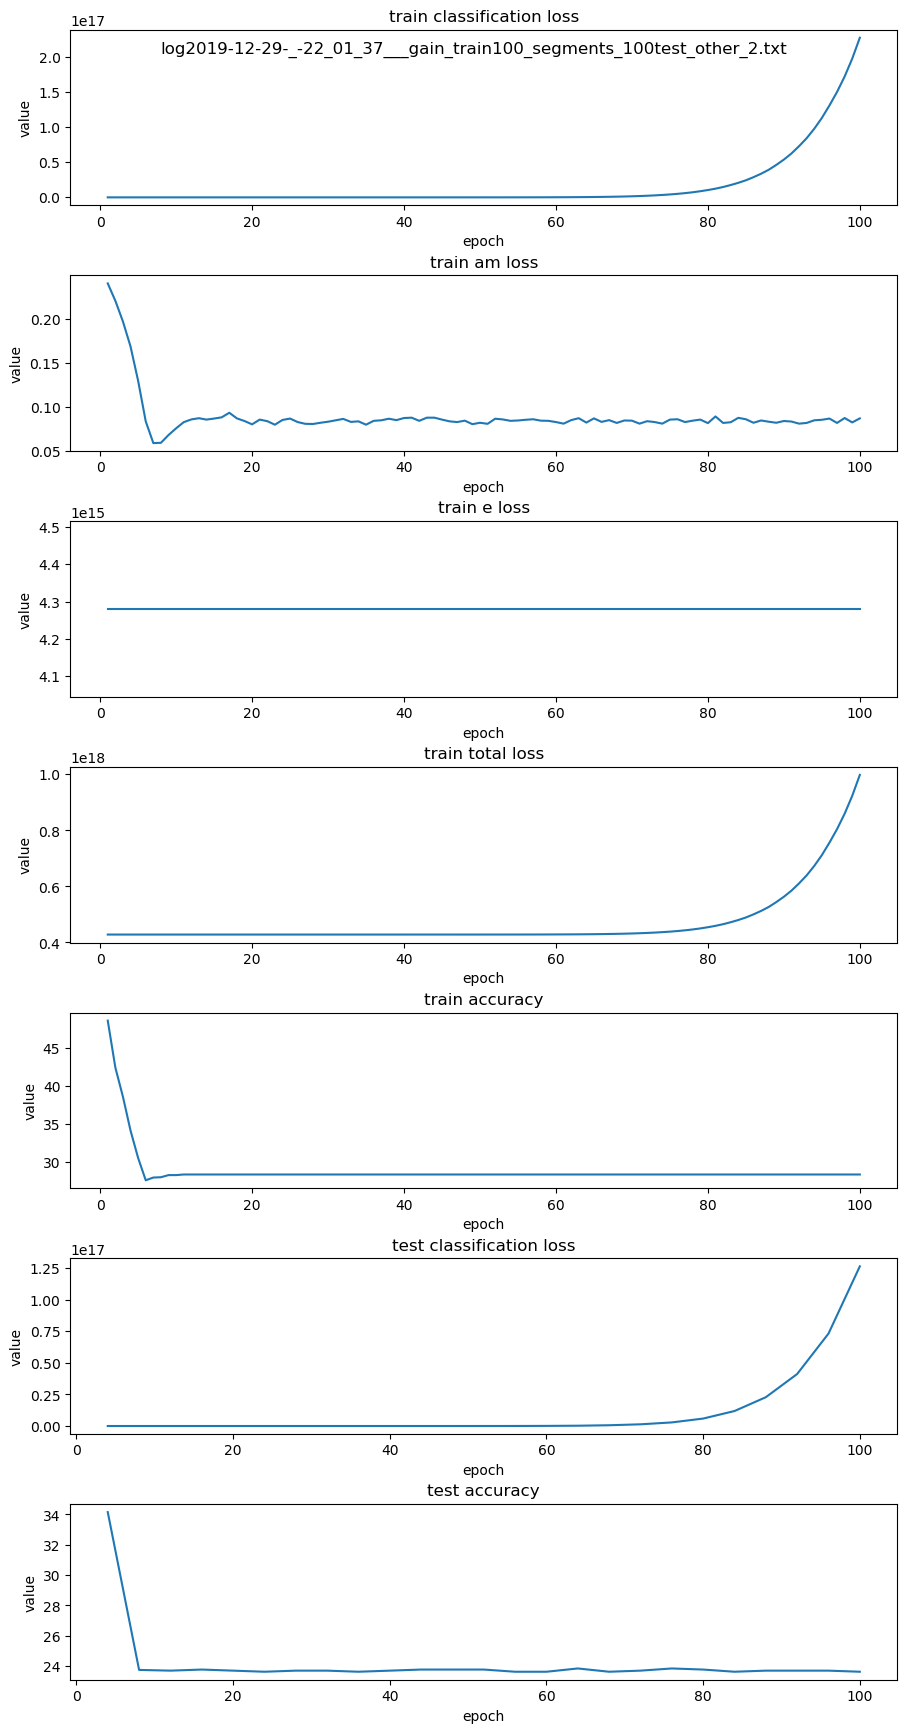 train classification loss
1e17
log2019-12-29-_-22_01_37___gain_train100_segments_100test_other_2.txt
2.0
1.5
1.0
0.5
0.0
value
0 20 40 60 80 100
epoch
train am loss
0.20
0.15
0.10
0.05
value
0 20 40 60 80 100
epoch
train e loss
1e15
4.5
4.4
4.3
4.2
4.1
value
0 20 40 60 80 100
epoch
train total loss
1e18
1.0
0.8
0.6
0.4
value
0 20 40 60 80 100
epoch
train accuracy
45
40
35
30
value
0 20 40 60 80 100
epoch
test classification loss
1e17
1.25
1.00
0.75
0.50
0.25
0.00
value
0 20 40 60 80 100
epoch
test accuracy
34
32
30
28
26
24
value
0 20 40 60 80 100
epoch